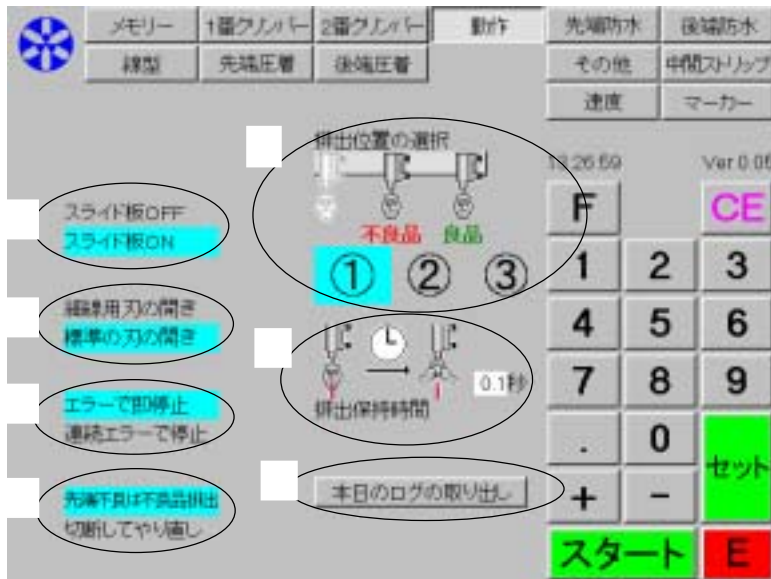 メモリー 1番クリンパー 2番クリンパー 動作 先端防水 後端防水
線型 先端圧着 後端圧着 その他 中間ストリップ
速度 マーカー
排出位置の選択
13:26:59 Ver 0.05
スライド板OFF
スライド板ON
不良品 良品
① ② ③
細線用刃の開き
標準の刃の開き
0.1秒
排出保持時間
エラーで即停止
連続エラーで停止
先端不良は不良品排出
切断してやり直し
本日のログの取り出し
F CE
1 2 3
4 5 6
7 8 9
. 0 セット
+ -
スタート E